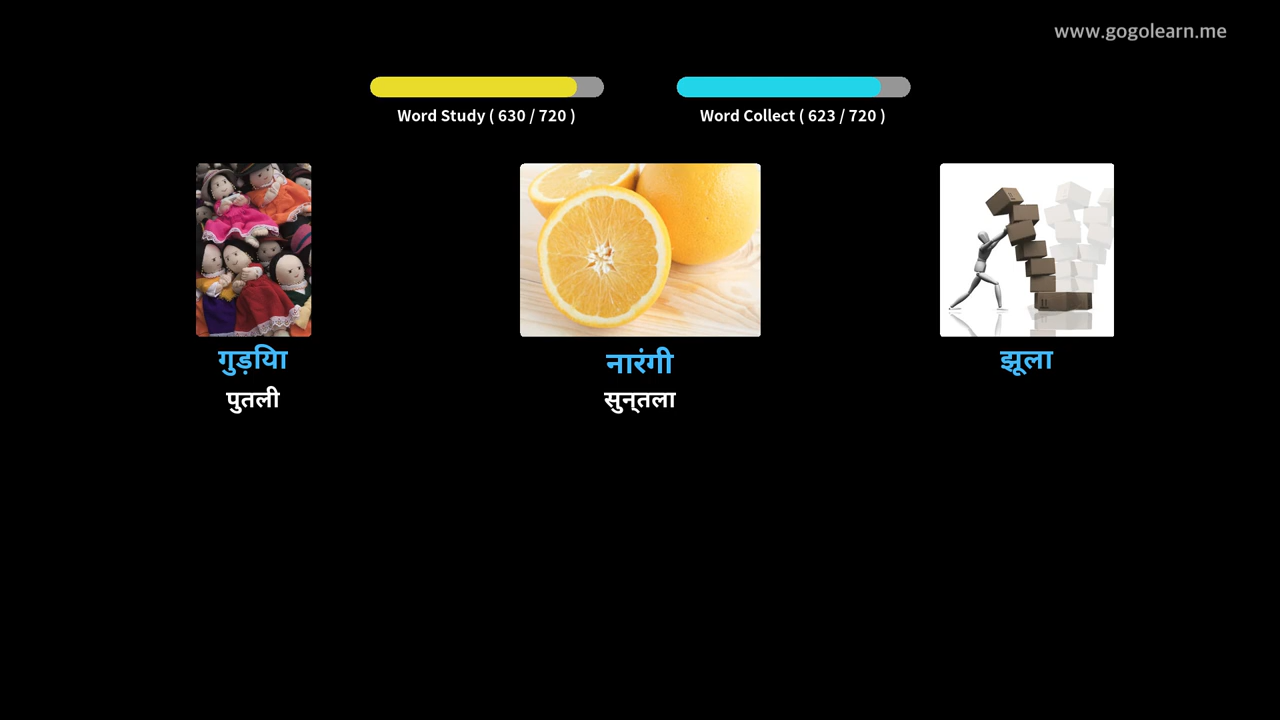 www.gogolearn.me
Word Study ( 630 / 720 )
Word Collect ( 623 / 720 )
गुड़िया
नारंगी
झूला
पुतली
सुन्तला